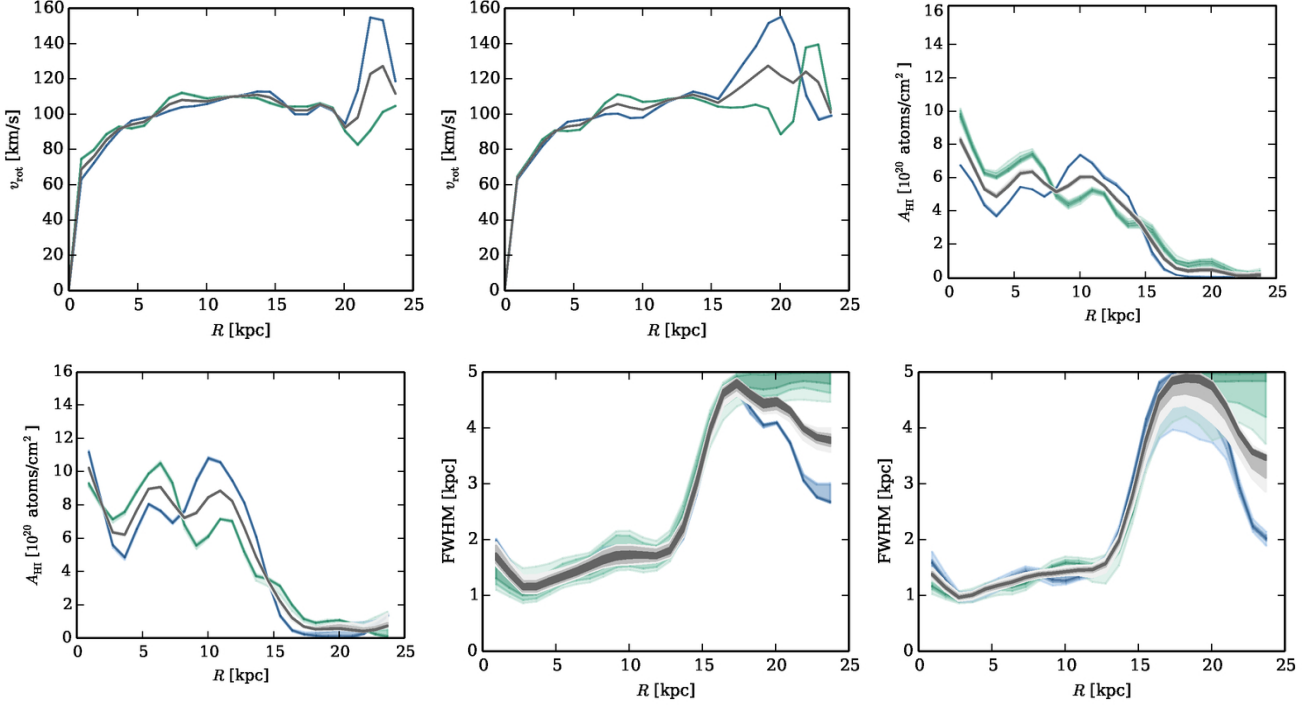 160
140
120
100
80
60
40
20
0
v_rot [km/s]
0 5 10 15 20 25
R [kpc]
160
140
120
100
80
60
40
20
0
v_rot [km/s]
0 5 10 15 20 25
R [kpc]
16
14
12
10
8
6
4
2
0
A_HI [10^20 atoms/cm^2 ]
0 5 10 15 20 25
R [kpc]
16
14
12
10
8
6
4
2
0
A_HI [10^20 atoms/cm^2 ]
0 5 10 15 20 25
R [kpc]
5
4
3
2
1
0
FWHM [kpc)
0 5 10 15 20 25
R [kpc]
5
4
3
2
1
0
FWHM [kpc)
0 5 10 15 20 25
R [kpc]